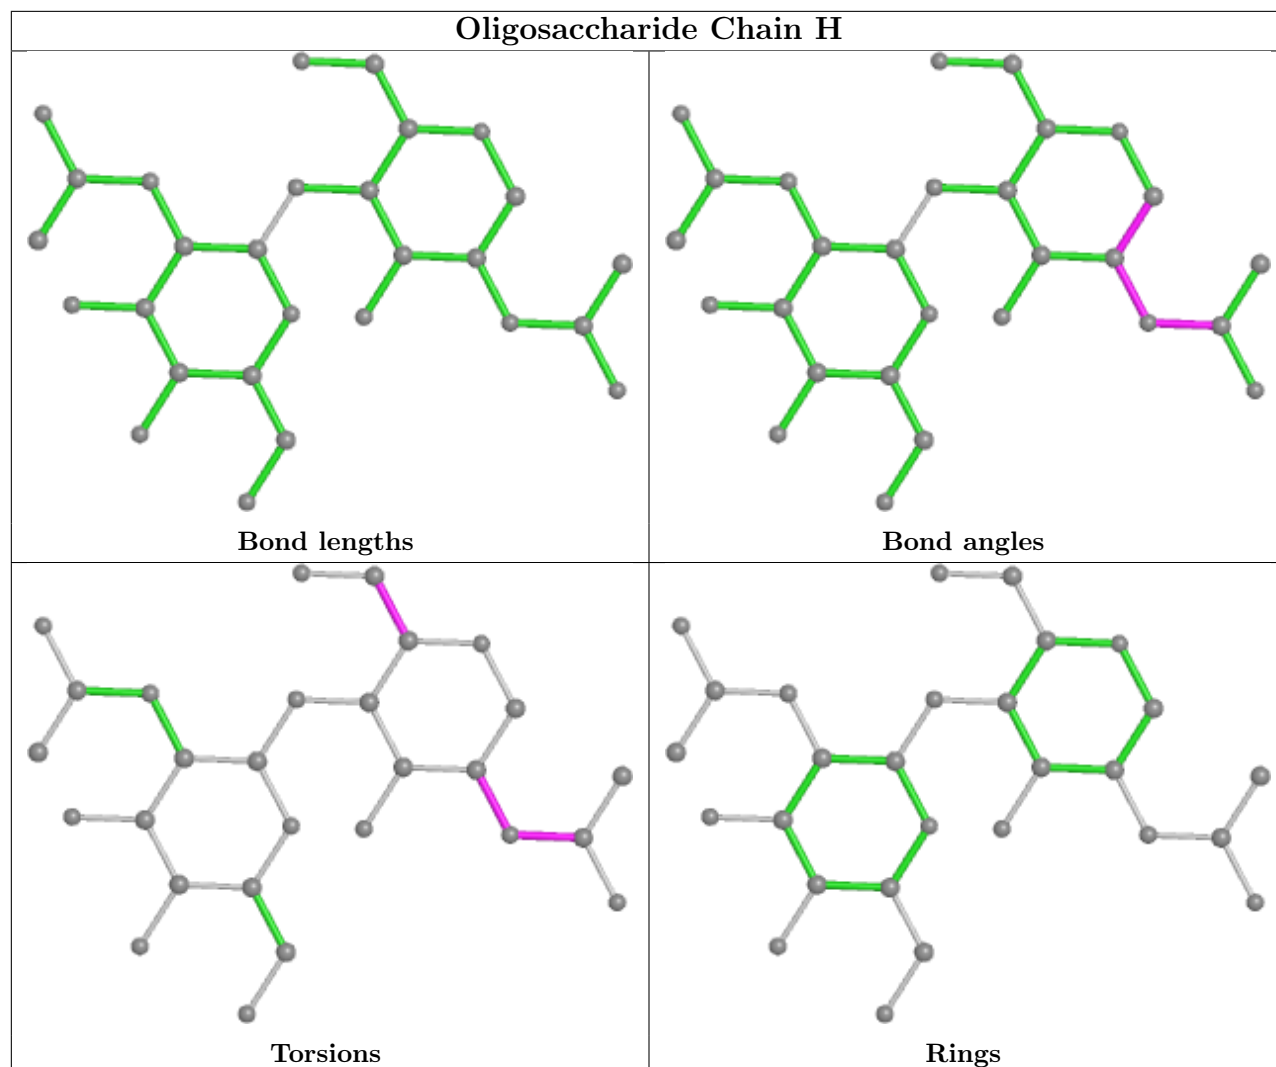 Oligosaccharide Chain H
Bond lengths
Bond angles
Torsions
Rings